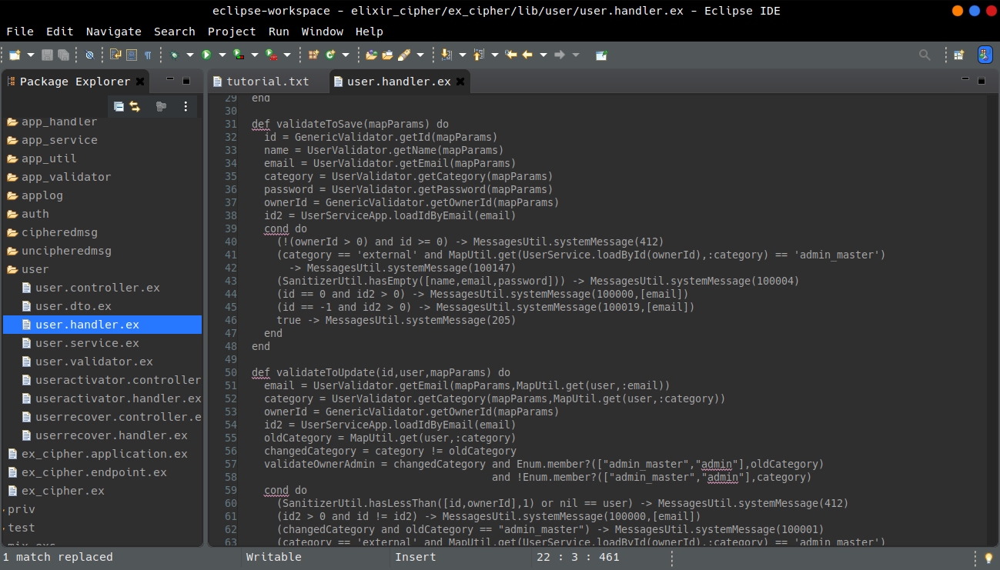 eclipse-workspace - elixir_cipher/ex_cipher/lib/user/user.handler.ex - Eclipse IDE
File Edit Navigate Search Project Run Window Help
Package Explorer
tutorial.txt
user.handler.ex
app_handler
app_service
app_util
app_validator
applog
auth
cipheredmsg
uncipheredmsg
user
user.controller.ex
user.dto.ex
user.handler.ex
user.service.ex
user.validator.ex
useractivator.controller
useractivator.handler.ex
userrecover.controller.e
userrecover.handler.ex
ex_cipher.application.ex
ex_cipher.endpoint.ex
ex_cipher.ex
priv
test
mix.exs
29 end
30
31 def validateToSave(mapParams) do
32 id = GenericValidator.getId(mapParams)
33 name = UserValidator.getName(mapParams)
34 email = UserValidator.getEmail(mapParams)
35 category = UserValidator.getCategory(mapParams)
36 password = UserValidator.getPassword(mapParams)
37 ownerId = GenericValidator.getOwnerId(mapParams)
38 id2 = UserServiceApp.loadIdByEmail(email)
39 cond do
40 (!(ownerId > 0) and id >= 0) -> MessagesUtil.systemMessage(412)
41 (category == 'external' and MapUtil.get(UserService.loadById(ownerId),:category) == 'admin_master')
42 -> MessagesUtil.systemMessage(100147)
43 (SanitizerUtil.hasEmpty([name,email,password])) -> MessagesUtil.systemMessage(100004)
44 (id == 0 and id2 > 0) -> MessagesUtil.systemMessage(100000,[email])
45 (id == -1 and id2 > 0) -> MessagesUtil.systemMessage(100019,[email])
46 true -> MessagesUtil.systemMessage(205)
47 end
48 end
49
50 def validateToUpdate(id,user,mapParams) do
51 email = UserValidator.getEmail(mapParams,MapUtil.get(user,:email))
52 category = UserValidator.getCategory(mapParams,MapUtil.get(user,:category))
53 ownerId = GenericValidator.getOwnerId(mapParams)
54 id2 = UserServiceApp.loadIdByEmail(email)
55 oldCategory = MapUtil.get(user,:category)
56 changedCategory = category != oldCategory
57 validateOwnerAdmin = changedCategory and Enum.member?(["admin_master","admin"],oldCategory)
58 and !Enum.member?(["admin_master","admin"],category)
59 cond do
60 (SanitizerUtil.hasLessThan([id,ownerId],1) or nil == user) -> MessagesUtil.systemMessage(412)
61 (id2 > 0 and id != id2) -> MessagesUtil.systemMessage(100000,[email])
62 (changedCategory and oldCategory == "admin_master") -> MessagesUtil.systemMessage(100001)
63 (category == 'external' and MapUtil.get(UserService.loadById(ownerId),:category) == 'admin_master')
1 match replaced
Writable
Insert
22 : 3 : 461